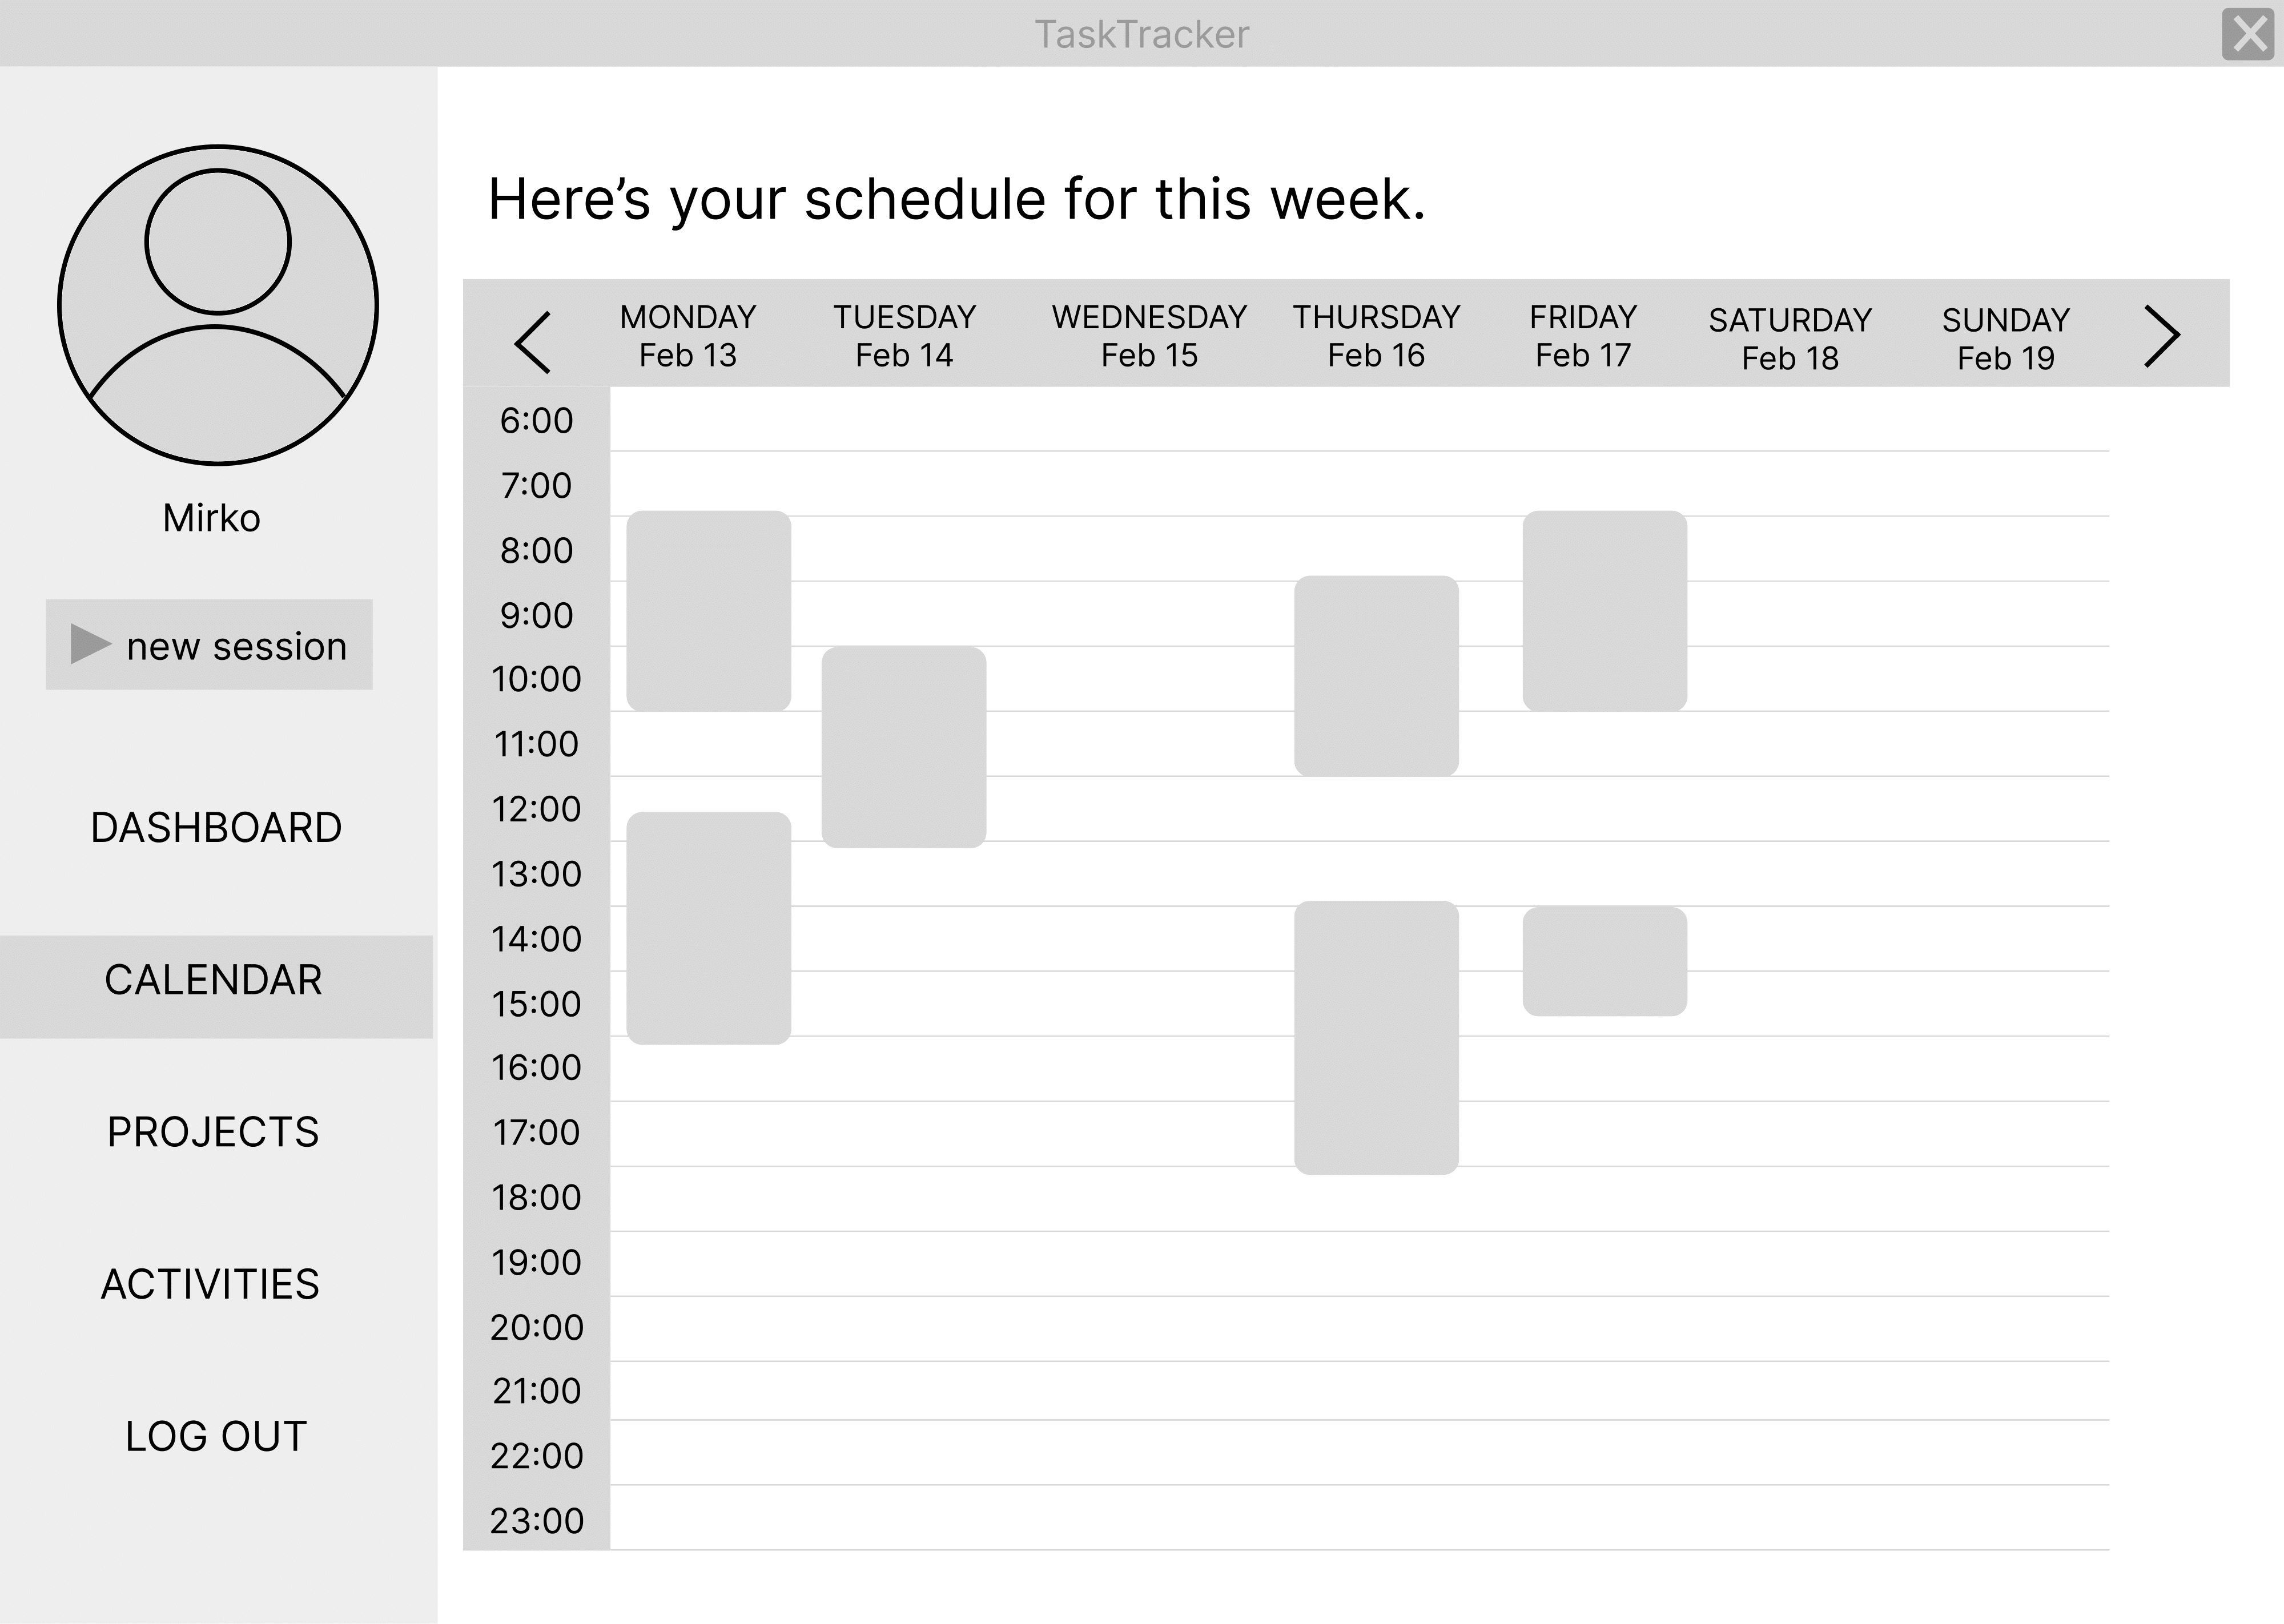 TaskTracker
Mirko
new session
DASHBOARD
CALENDAR
PROJECTS
ACTIVITIES
LOG OUT
Here’s your schedule for this week.
MONDAY TUESDAY WEDNESDAY THURSDAY FRIDAY SATURDAY SUNDAY
Feb 13 Feb 14 Feb 15 Feb 16 Feb 17 Feb 18 Feb 19
6:00
7:00
8:00
9:00
10:00
11:00
12:00
13:00
14:00
15:00
16:00
17:00
18:00
19:00
20:00
21:00
22:00
23:00